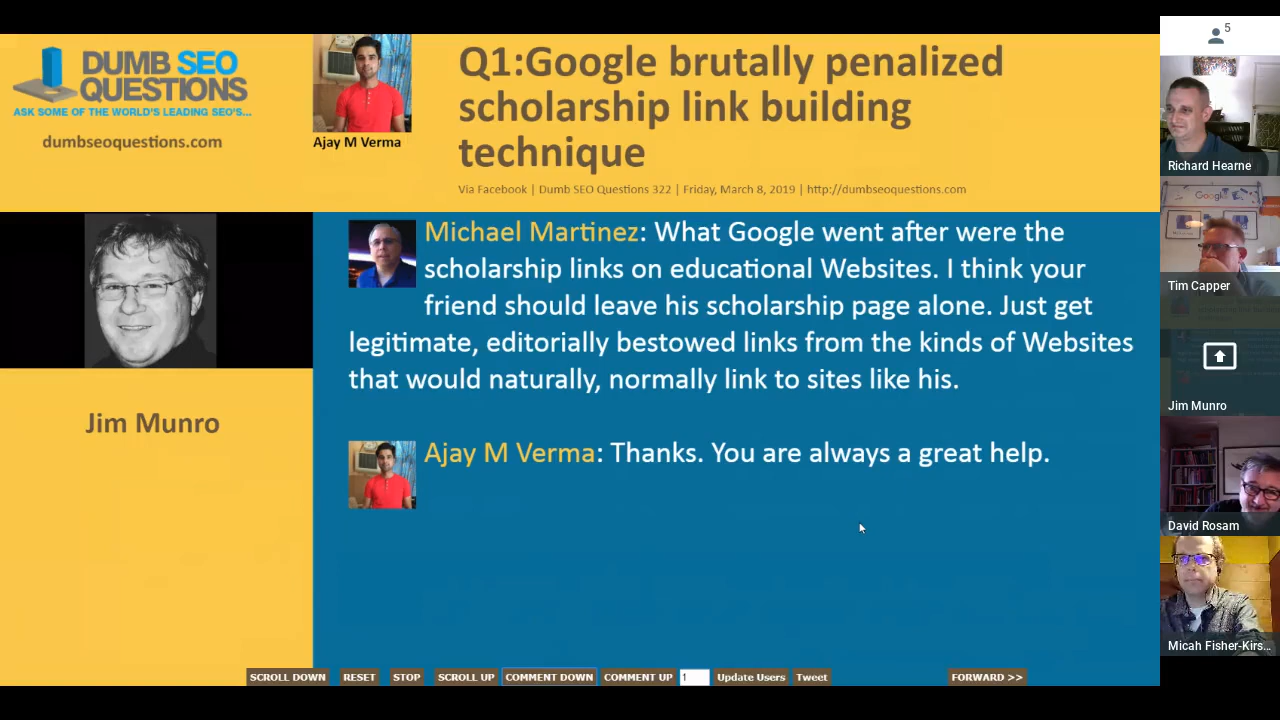 DUMB SEO
QUESTIONS
ASK SOME OF THE WORLD'S LEADING SEO'S...
dumbseoquestions.com
Ajay M Verma
Q1:Google brutally penalized
scholarship link building
technique
Via Facebook | Dumb SEO Questions 322 | Friday, March 8, 2019 | http://dumbseoquestions.com
Jim Munro
Michael Martinez: What Google went after were the
scholarship links on educational Websites. I think your
friend should leave his scholarship page alone. Just get
legitimate, editorially bestowed links from the kinds of Websites
that would naturally, normally link to sites like his.
Ajay M Verma: Thanks. You are always a great help.
SCROLL DOWN RESET STOP SCROLL UP COMMENT DOWN COMMENT UP 1 Update Users Tweet FORWARD >>
5
Richard Hearne
Google
Tim Capper
Jim Munro
David Rosam
Micah Fisher-Kirs...